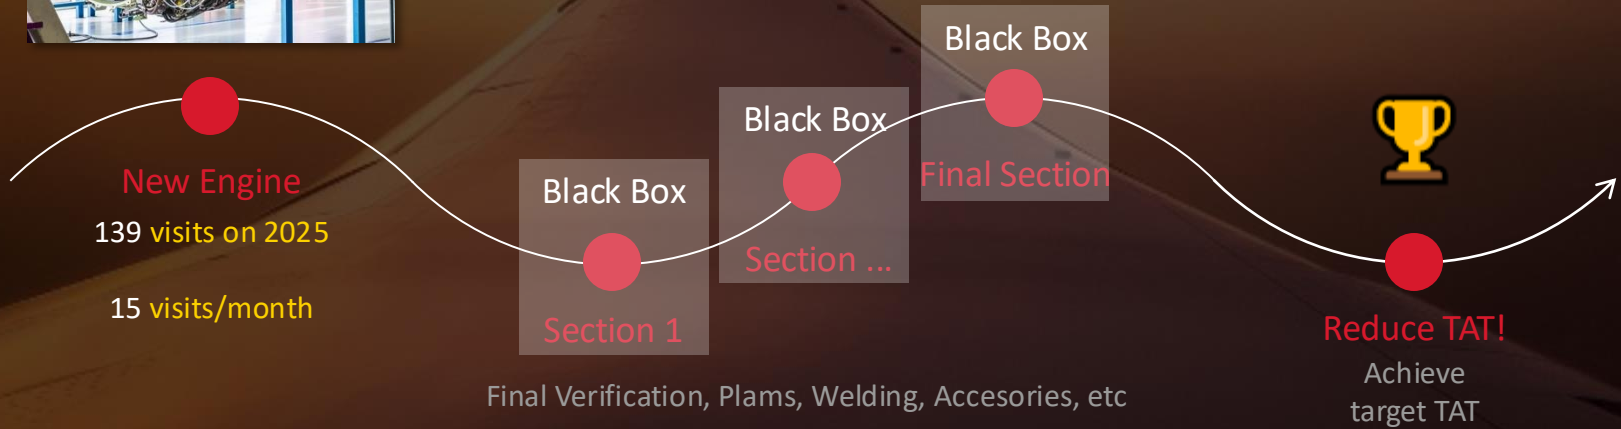 New Engine
139 visits on 2025
15 visits/month
Black Box
Section 1
Black Box
Section ...
Black Box
Final Section
Final Verification, Plams, Welding, Accesories, etc
Reduce TAT!
Achieve
target TAT